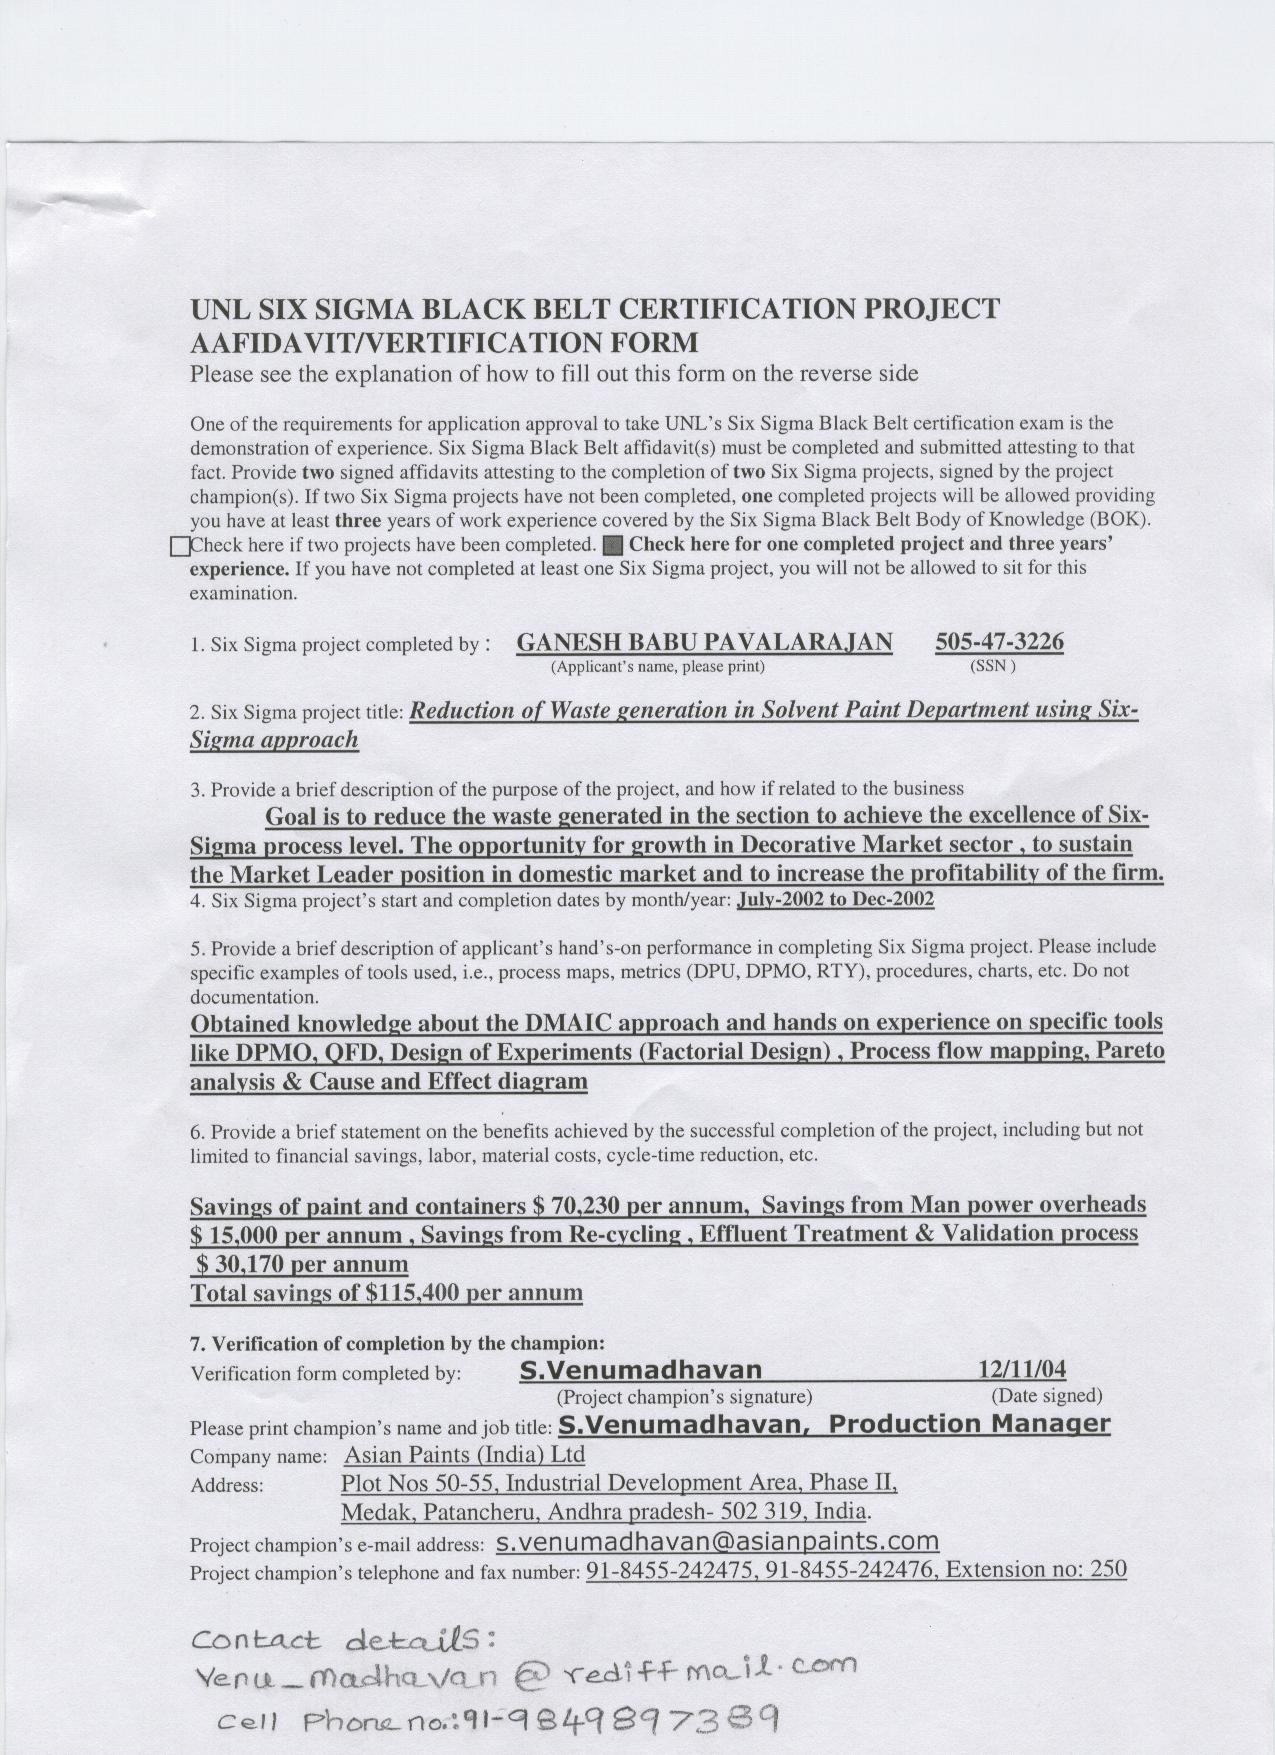 UNL SIX SIGMA BLACK BELT CERTIFICATION PROJECT
AAFIDAVIT/VERTIFICATION FORM
Please see the explanation of how to fill out this form on the reverse side
One of the requirements for application approval to take UNL's Six Sigma Black Belt certification exam is the
demonstration of experience. Six Sigma Black Belt affidavit(s) must be completed and submitted attesting to that
fact. Provide two signed affidavits attesting to the completion of two Six Sigma projects, signed by the project
champion(s). If two Six Sigma projects have not been completed, one completed projects will be allowed providing
you have at least three years of work experience covered by the Six Sigma Black Belt Body of Knowledge (BOK).
Check here if two projects have been completed. Check here for one completed project and three years'
experience. If you have not completed at least one Six Sigma project, you will not be allowed to sit for this
examination.
1. Six Sigma project completed by : GANESH BABU PAVALARAJAN 505-47-3226
(Applicant's name, please print) (SSN )
2. Six Sigma project title: Reduction of Waste generation in Solvent Paint Department using Six-
Sigma approach
3. Provide a brief description of the purpose of the project, and how if related to the business
Goal is to reduce the waste generated in the section to achieve the excellence of Six-
Sigma process level. The opportunity for growth in Decorative Market sector , to sustain
the Market Leader position in domestic market and to increase the profitability of the firm.
4. Six Sigma project's start and completion dates by month/year: July-2002 to Dec-2002
5. Provide a brief description of applicant's hand's-on performance in completing Six Sigma project. Please include
specific examples of tools used, i.e., process maps, metrics (DPU, DPMO, RTY), procedures, charts, etc. Do not
documentation.
Obtained knowledge about the DMAIC approach and hands on experience on specific tools
like DPMO, QFD, Design of Experiments (Factorial Design) , Process flow mapping, Pareto
analysis & Cause and Effect diagram
6. Provide a brief statement on the benefits achieved by the successful completion of the project, including but not
limited to financial savings, labor, material costs, cycle-time reduction, etc.
Savings of paint and containers $ 70,230 per annum, Savings from Man power overheads
$ 15,000 per annum , Savings from Re-cycling , Effluent Treatment & Validation process
$ 30,170 per annum
Total savings of $115,400 per annum
7. Verification of completion by the champion:
Verification form completed by: S.Venumadhavan 12/11/04
(Project champion's signature) (Date signed)
Please print champion's name and job title: S.Venumadhavan, Production Manager
Company name: Asian Paints (India) Ltd
Address: Plot Nos 50-55, Industrial Development Area, Phase II,
Medak, Patancheru, Andhra pradesh- 502 319, India.
Project champion's e-mail address: s.venumadhavan@asianpaints.com
Project champion's telephone and fax number: 91-8455-242475, 91-8455-242476, Extension no: 250
Contact details:
Venu_madhavan @ rediffmail.com
Cell Phone no.:91-9849897389